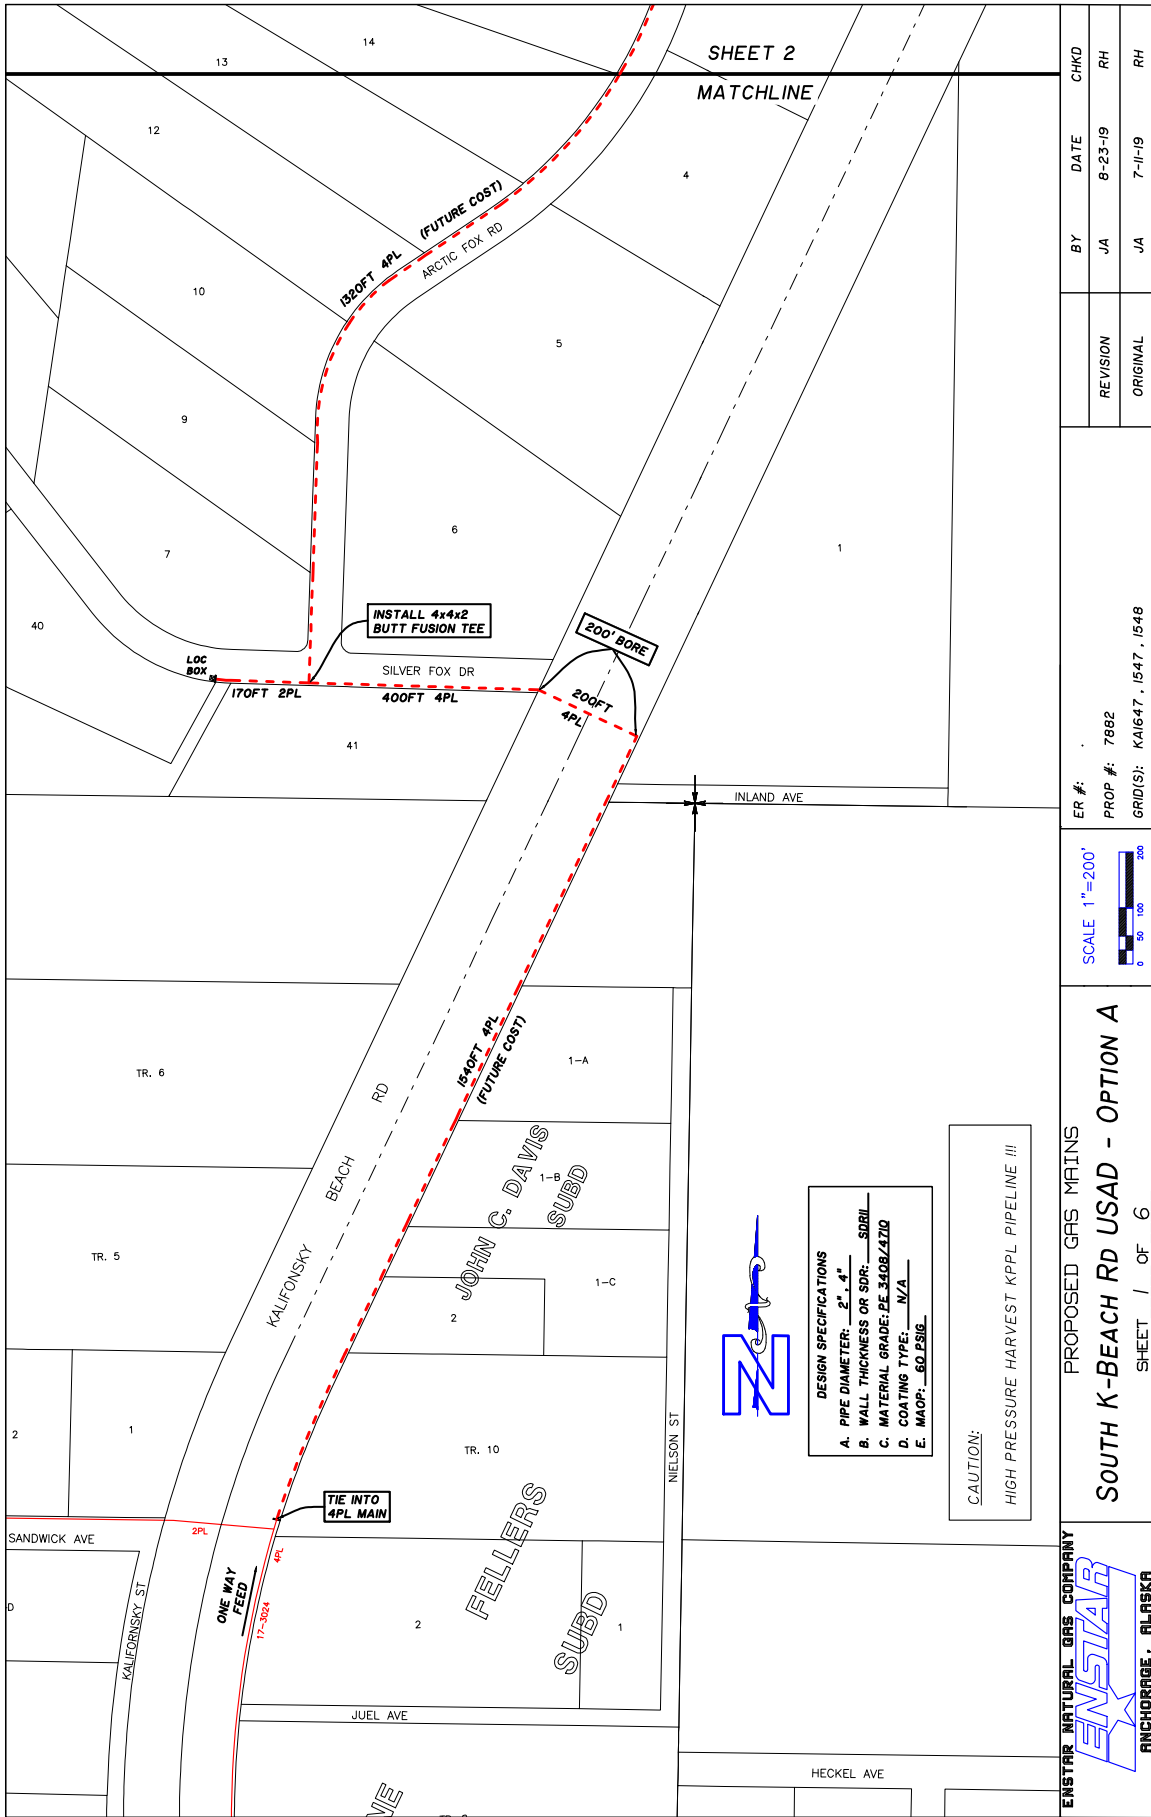 SHEET 2
MATCHLINE
14
13
12
4
10
5
9
6
7
1
40
41
1320FT 4PL
(FUTURE COST)
ARCTIC FOX RD
INSTALL 4x4x2
BUTT FUSION TEE
200' BORE
LOC
BOX
SILVER FOX DR
170FT 2PL
400FT 4PL
200FT
4PL
INLAND AVE
1540FT 4PL
(FUTURE COST)
TR. 6
1-A
RD
BEACH
KALIFONSKY
1-B
JOHN C. DAVIS
SUBD
TR. 5
1-C
2
2
1
TR. 10
NIELSON ST
TIE INTO
4PL MAIN
SANDWICK AVE
2PL
4PL
ONE WAY
FEED
17-3024
KALIFORNSKY ST
D
FELLERS
SUBD
2
1
JUEL AVE
HECKEL AVE
NE
N
DESIGN SPECIFICATIONS
A. PIPE DIAMETER: 2", 4"
B. WALL THICKNESS OR SDR: SDR11
C. MATERIAL GRADE: PE 3408/4710
D. COATING TYPE: N/A
E. MAOP: 60 PSIG
CAUTION:
HIGH PRESSURE HARVEST KPPL PIPELINE !!!
ENSTAR NATURAL GAS COMPANY
ENSTAR
ANCHORAGE, ALASKA
PROPOSED GAS MAINS
SOUTH K-BEACH RD USAD - OPTION A
SHEET 1 OF 6
SCALE 1"=200'
0 50 100 200
ER #: .
PROP #: 7882
GRID(S): KA1647, 1547, 1548
BY DATE CHKD
REVISION JA 8-23-19 RH
ORIGINAL JA 7-11-19 RH